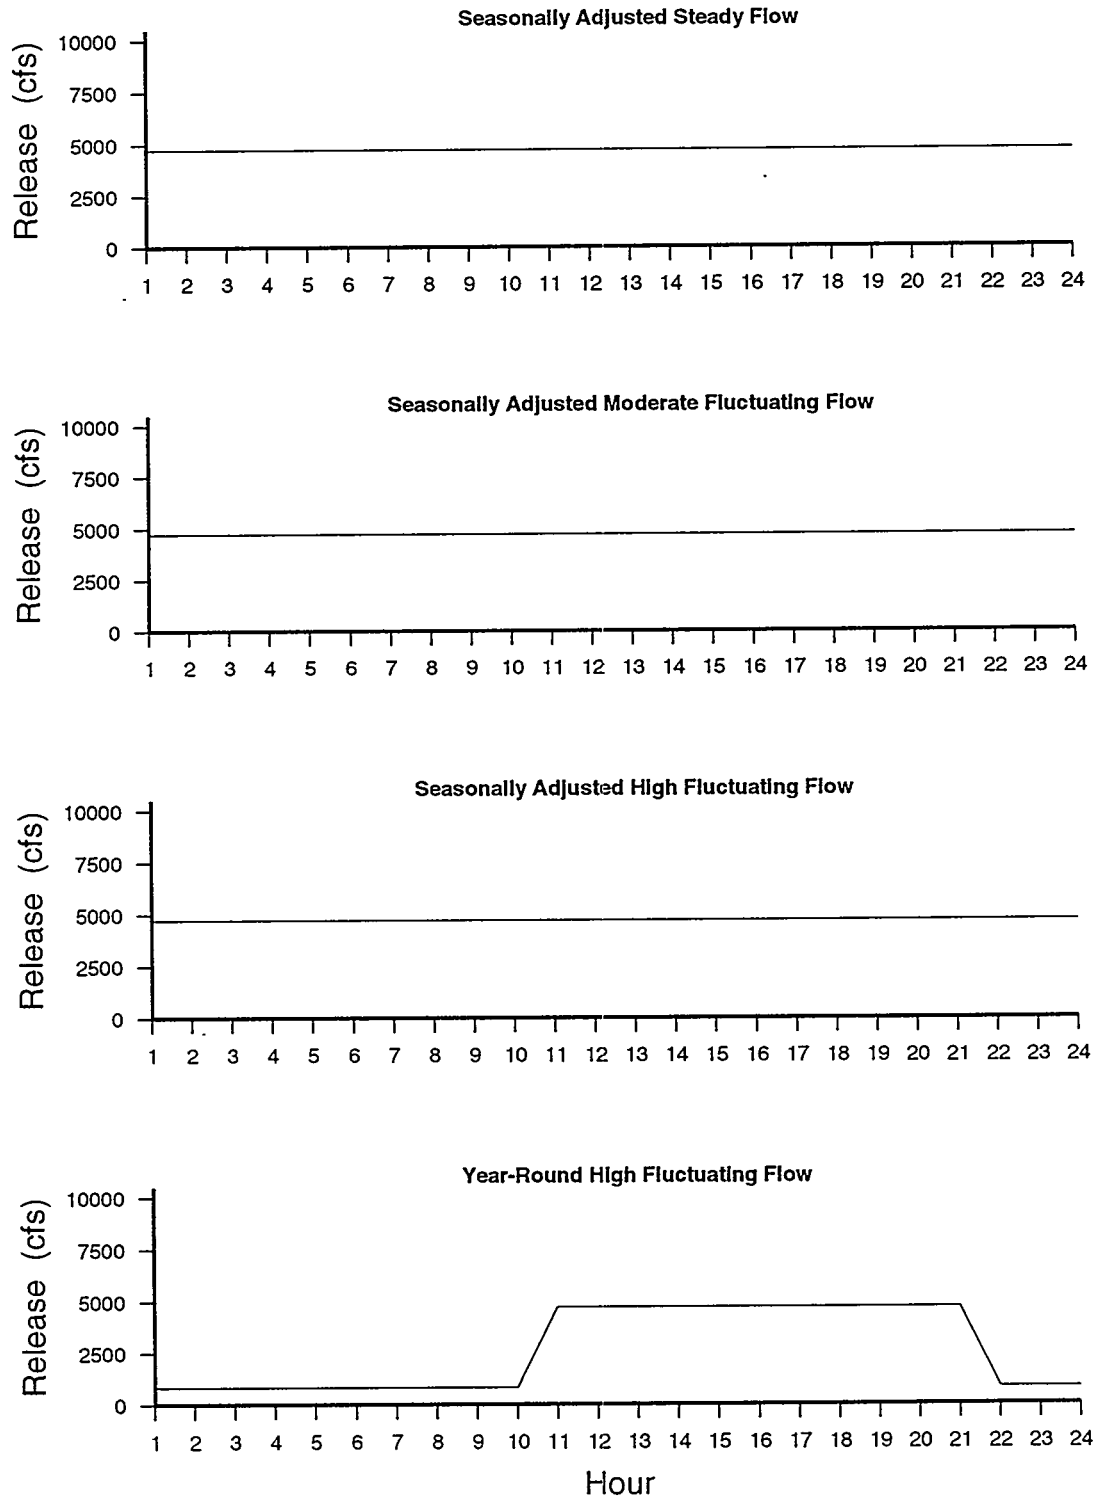 Seasonally Adjusted Steady Flow
Release (cfs)
10000
7500
5000
2500
0
1 2 3 4 5 6 7 8 9 10 11 12 13 14 15 16 17 18 19 20 21 22 23 24
Seasonally Adjusted Moderate Fluctuating Flow
Release (cfs)
10000
7500
5000
2500
0
1 2 3 4 5 6 7 8 9 10 11 12 13 14 15 16 17 18 19 20 21 22 23 24
Seasonally Adjusted High Fluctuating Flow
Release (cfs)
10000
7500
5000
2500
0
1 2 3 4 5 6 7 8 9 10 11 12 13 14 15 16 17 18 19 20 21 22 23 24
Year-Round High Fluctuating Flow
Release (cfs)
10000
7500
5000
2500
0
1 2 3 4 5 6 7 8 9 10 11 12 13 14 15 16 17 18 19 20 21 22 23 24
Hour